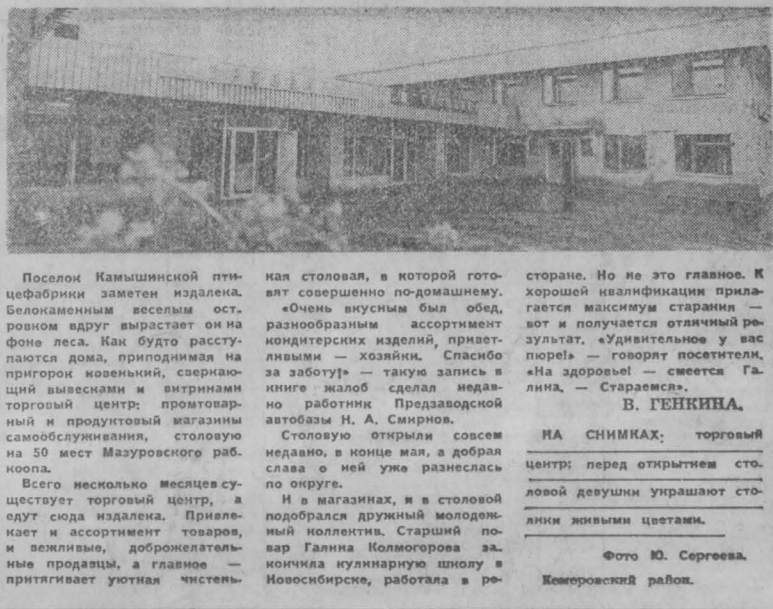 Поселок Камышинской пти-
цефабрики заметен издалека.
Белокаменным веселым ост-
ровком вдруг вырастает он на
фоне леса. Как будто рассту-
паются дома, приподнимая на
пригорок новенький, сверкаю-
щий вывесками и витринами
торговый центр: промтовар-
ный и продуктовый магазины
самообслуживания, столовую
на 50 мест Мазуровского раб-
коопа.
Всего несколько месяцев су-
ществует торговый центр, а
едут сюда издалека. Привле-
кает и ассортимент товаров,
и вежливые, доброжелатель-
ные продавцы, а главное —
притягивает уютная чистень-
кая столовая, в которой гото-
вят совершенно по-домашнему.
«Очень вкусным был обед,
разнообразным ассортимент
кондитерских изделий, привет-
ливыми — хозяйки. Спасибо
за заботу!» — такую запись в
книге жалоб сделал недав-
но работник Предзаводской
автобазы Н. А. Смирнов.
Столовую открыли совсем
недавно, в конце мая, а добрая
слава о ней уже разнеслась
по округе.
И в магазинах, и в столовой
подобрался дружный молодеж-
ный коллектив. Старший по-
вар Галина Колмогорова за-
кончила кулинарную школу в
Новосибирске, работала в ре-
сторане. Но не это главное. К
хорошей квалификации прила-
гается максимум старания —
вот и получается отличный ре-
зультат. «Удивительное у вас
пюре!» — говорят посетители.
«На здоровье! — смеется Га-
лина. — Стараемся».
В. ГЕНКИНА.
НА СНИМКАХ: торговый
центр; перед открытием сто-
ловой девушки украшают сто-
лики живыми цветами.
Фото Ю. Сергеева.
Кемеровский район.